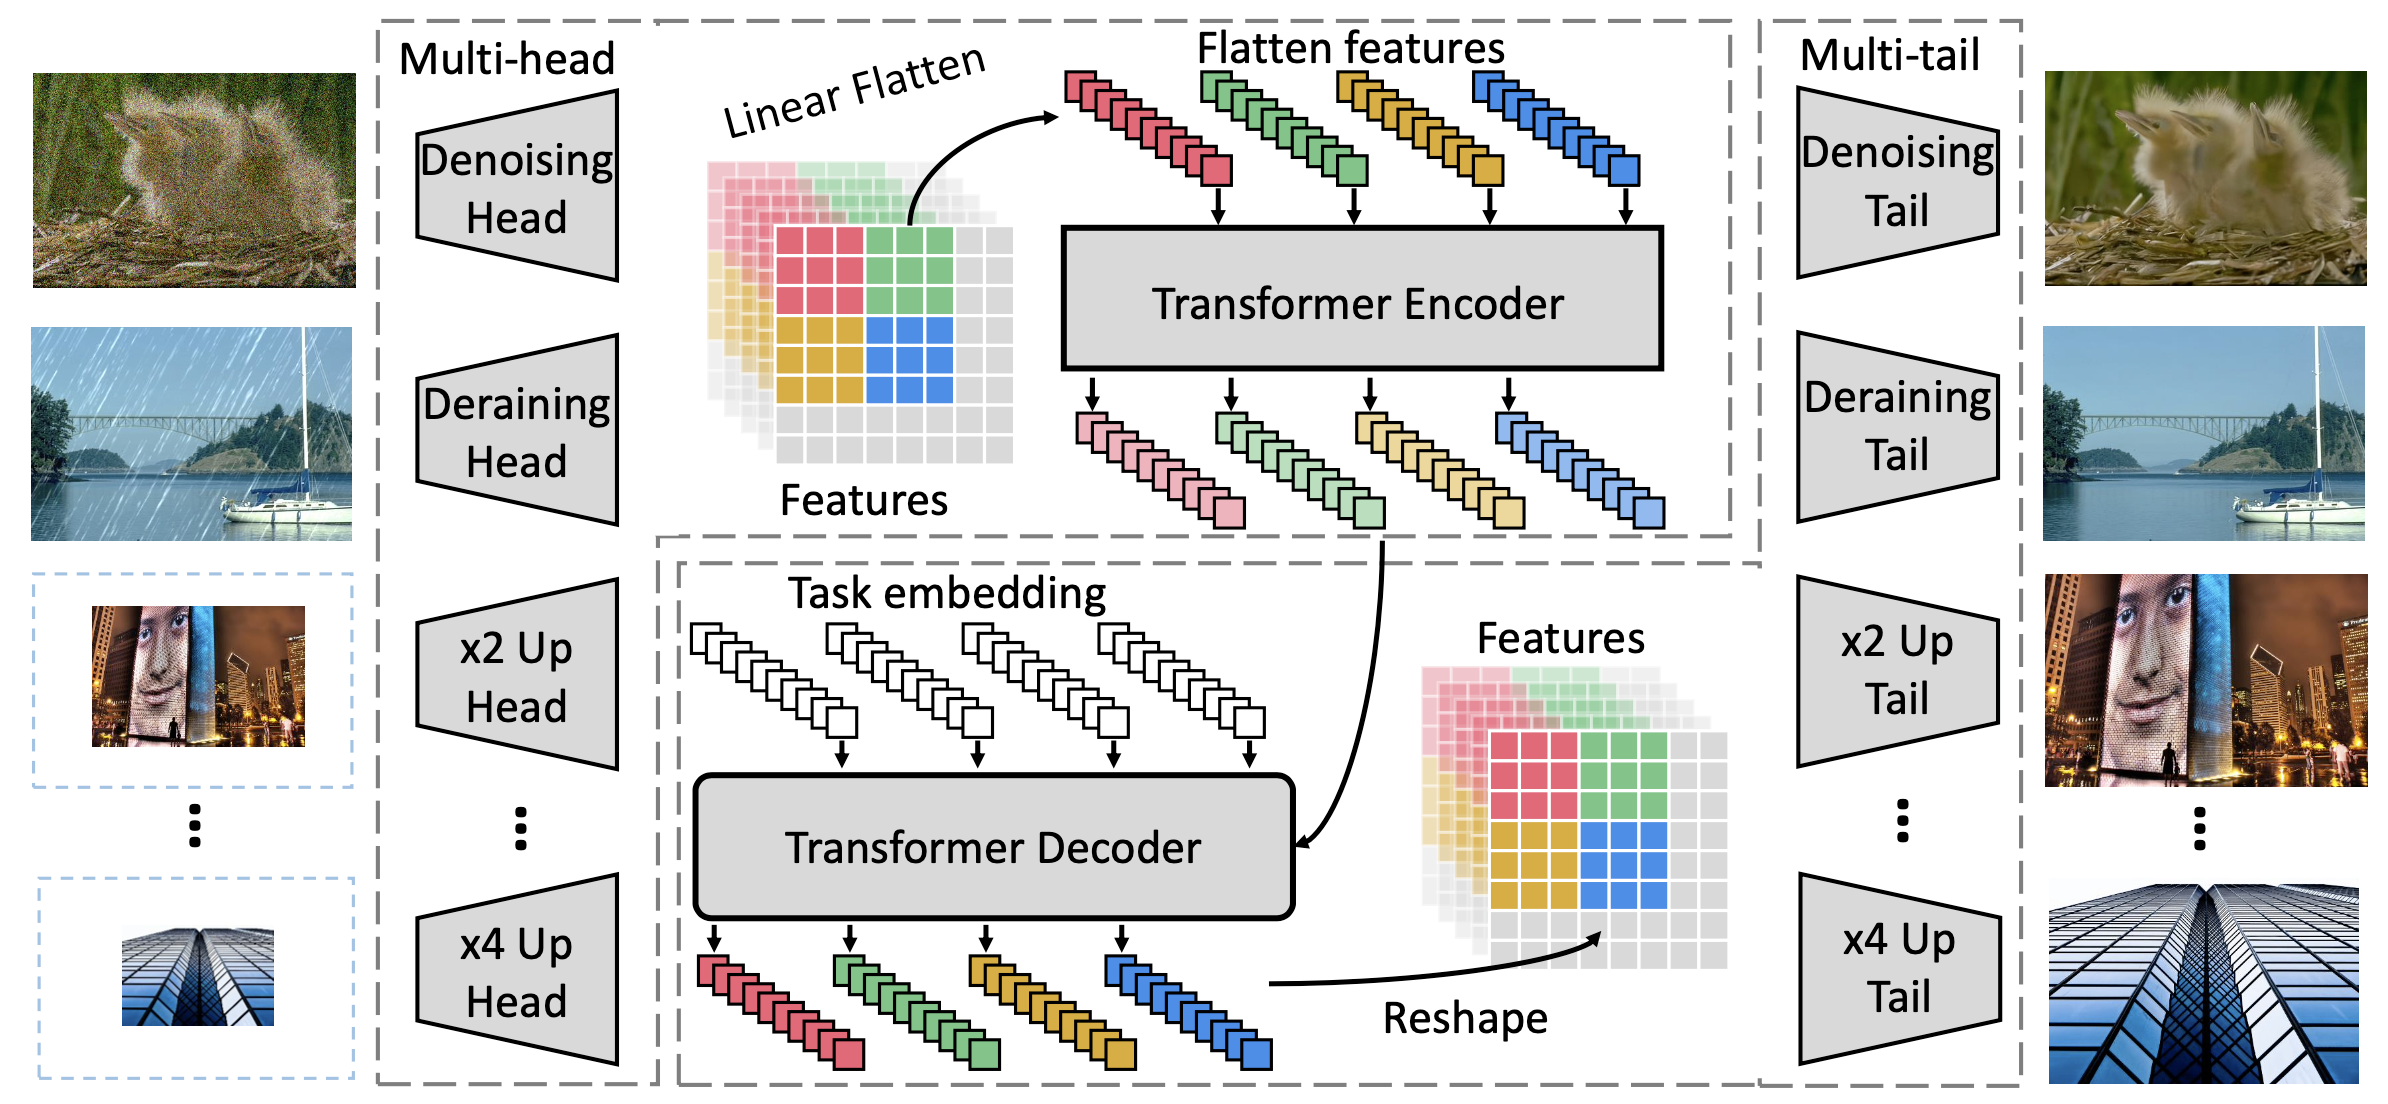 Multi-head
Denoising
Head
Deraining
Head
x2 Up
Head
x4 Up
Head
Linear Flatten
Features
Flatten features
Transformer Encoder
Task embedding
Transformer Decoder
Features
Reshape
Multi-tail
Denoising
Tail
Deraining
Tail
x2 Up
Tail
x4 Up
Tail